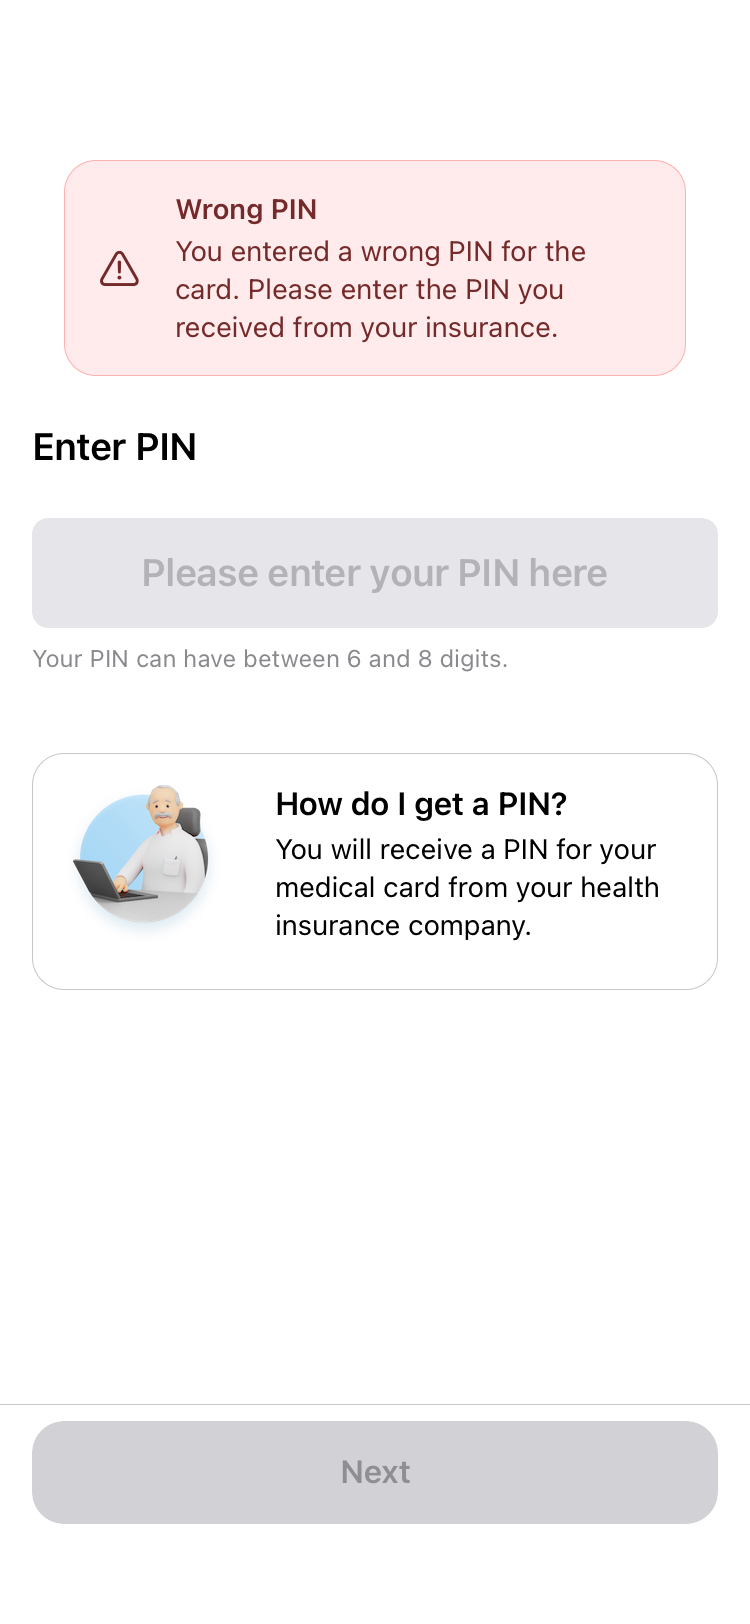 Wrong PIN
You entered a wrong PIN for the
card. Please enter the PIN you
received from your insurance.
Enter PIN
Please enter your PIN here
Your PIN can have between 6 and 8 digits.
How do I get a PIN?
You will receive a PIN for your
medical card from your health
insurance company.
Next